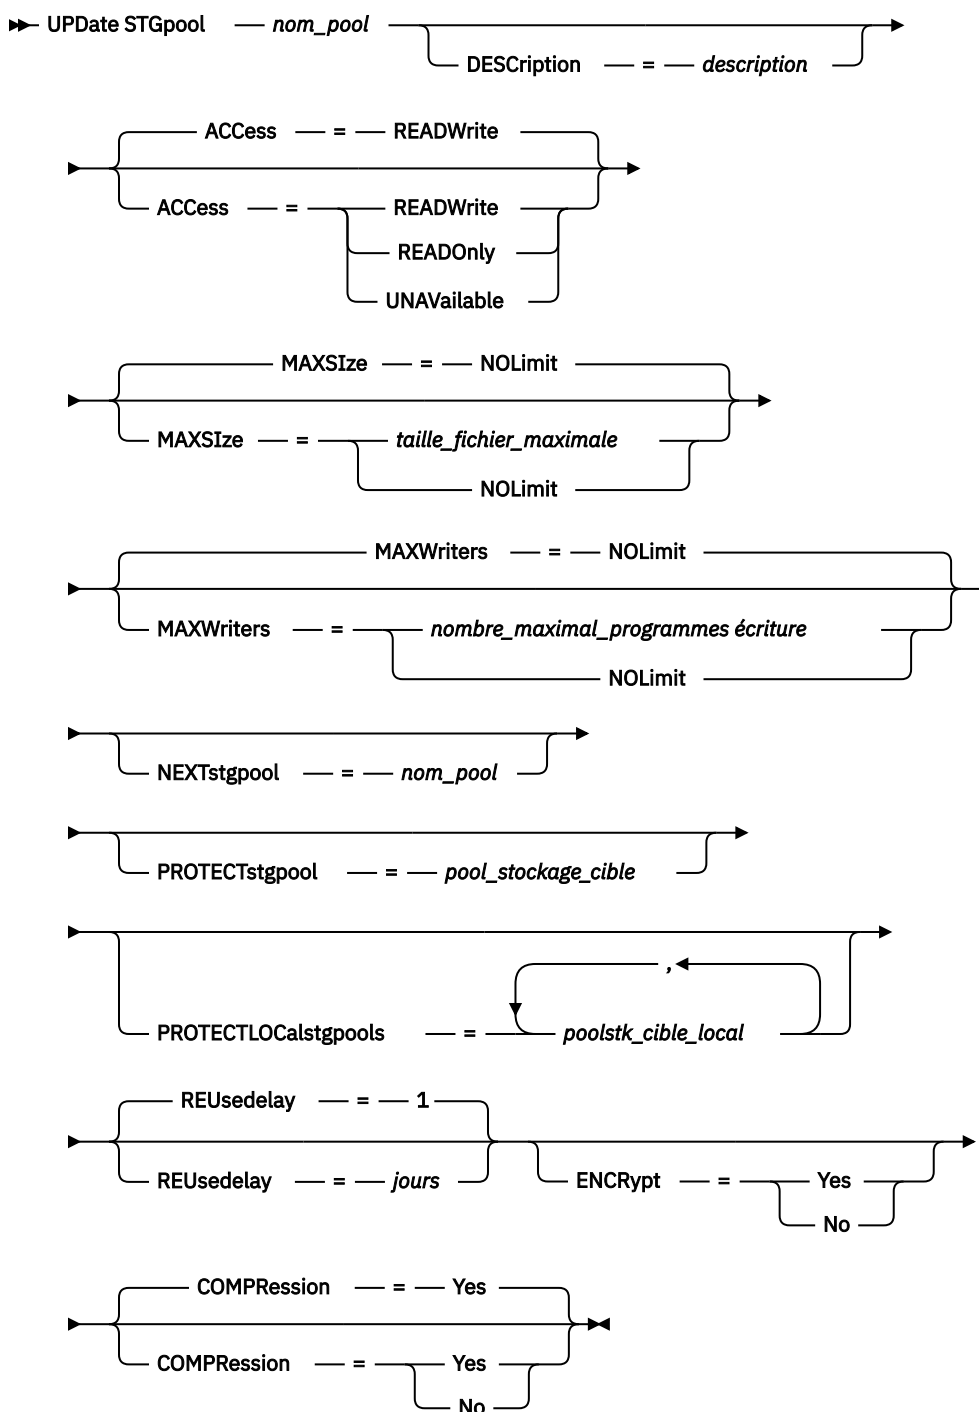 UPDate STGpool nom_pool
DESCription = description
ACCess = READWrite
ACCess = READWrite
READOnly
UNAVailable
MAXSIze = NOLimit
MAXSIze = taille_fichier_maximale
NOLimit
MAXWriters = NOLimit
MAXWriters = nombre_maximal_programmes écriture
NOLimit
NEXTstgpool = nom_pool
PROTECTstgpool = pool_stockage_cible
,
PROTECTLOCalstgpools = poolstk_cible_local
REUsedelay = 1
REUsedelay = jours
ENCRypt = Yes
No
COMPRession = Yes
COMPRession = Yes
No